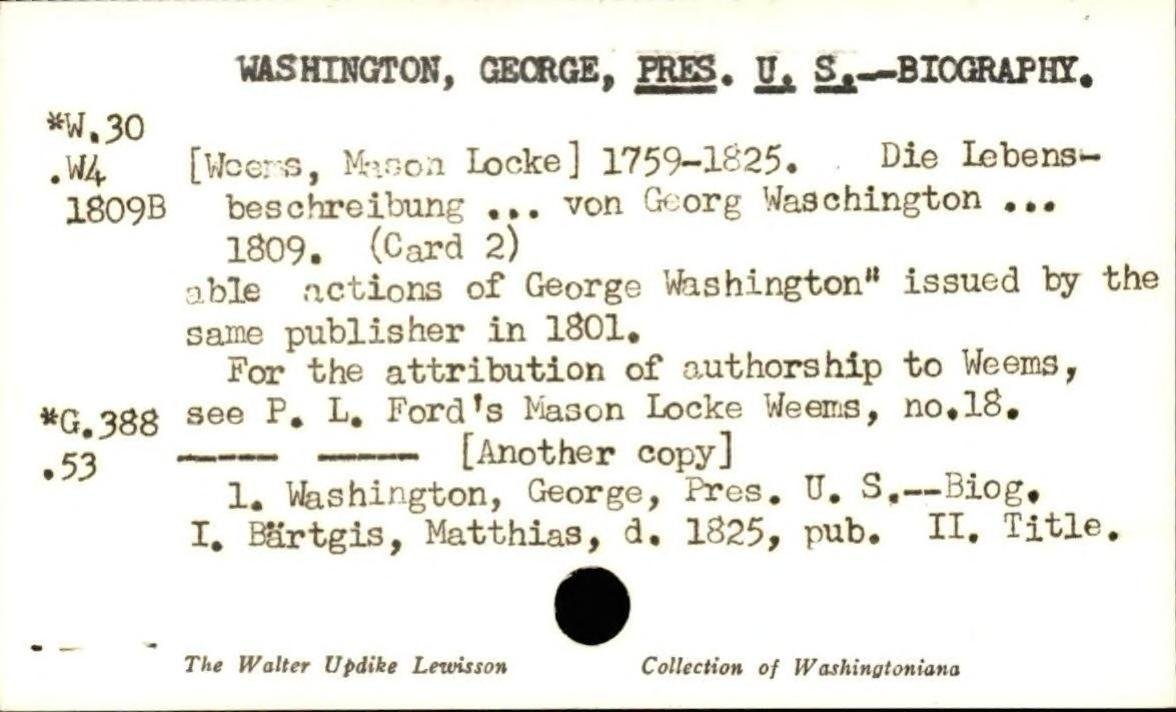 WASHINGTON, GEORGE, PRES. U. S.—BIOGRAPHY.
*W.30
.W4 [Weems, Mason Locke] 1759-1825. Die Lebens-
1809B beschreibung ... von Georg Waschington ...
1809. (Card 2)
able actions of George Washington" issued by the
same publisher in 1801.
For the attribution of authorship to Weems,
*G.388 see P. L. Ford's Mason Locke Weems, no.18.
.53 ----- ----- [Another copy]
1. Washington, George, Pres. U. S.--Biog.
I. Bärtgis, Matthias, d. 1825, pub. II. Title.
The Walter Updike Lewisson Collection of Washingtoniana